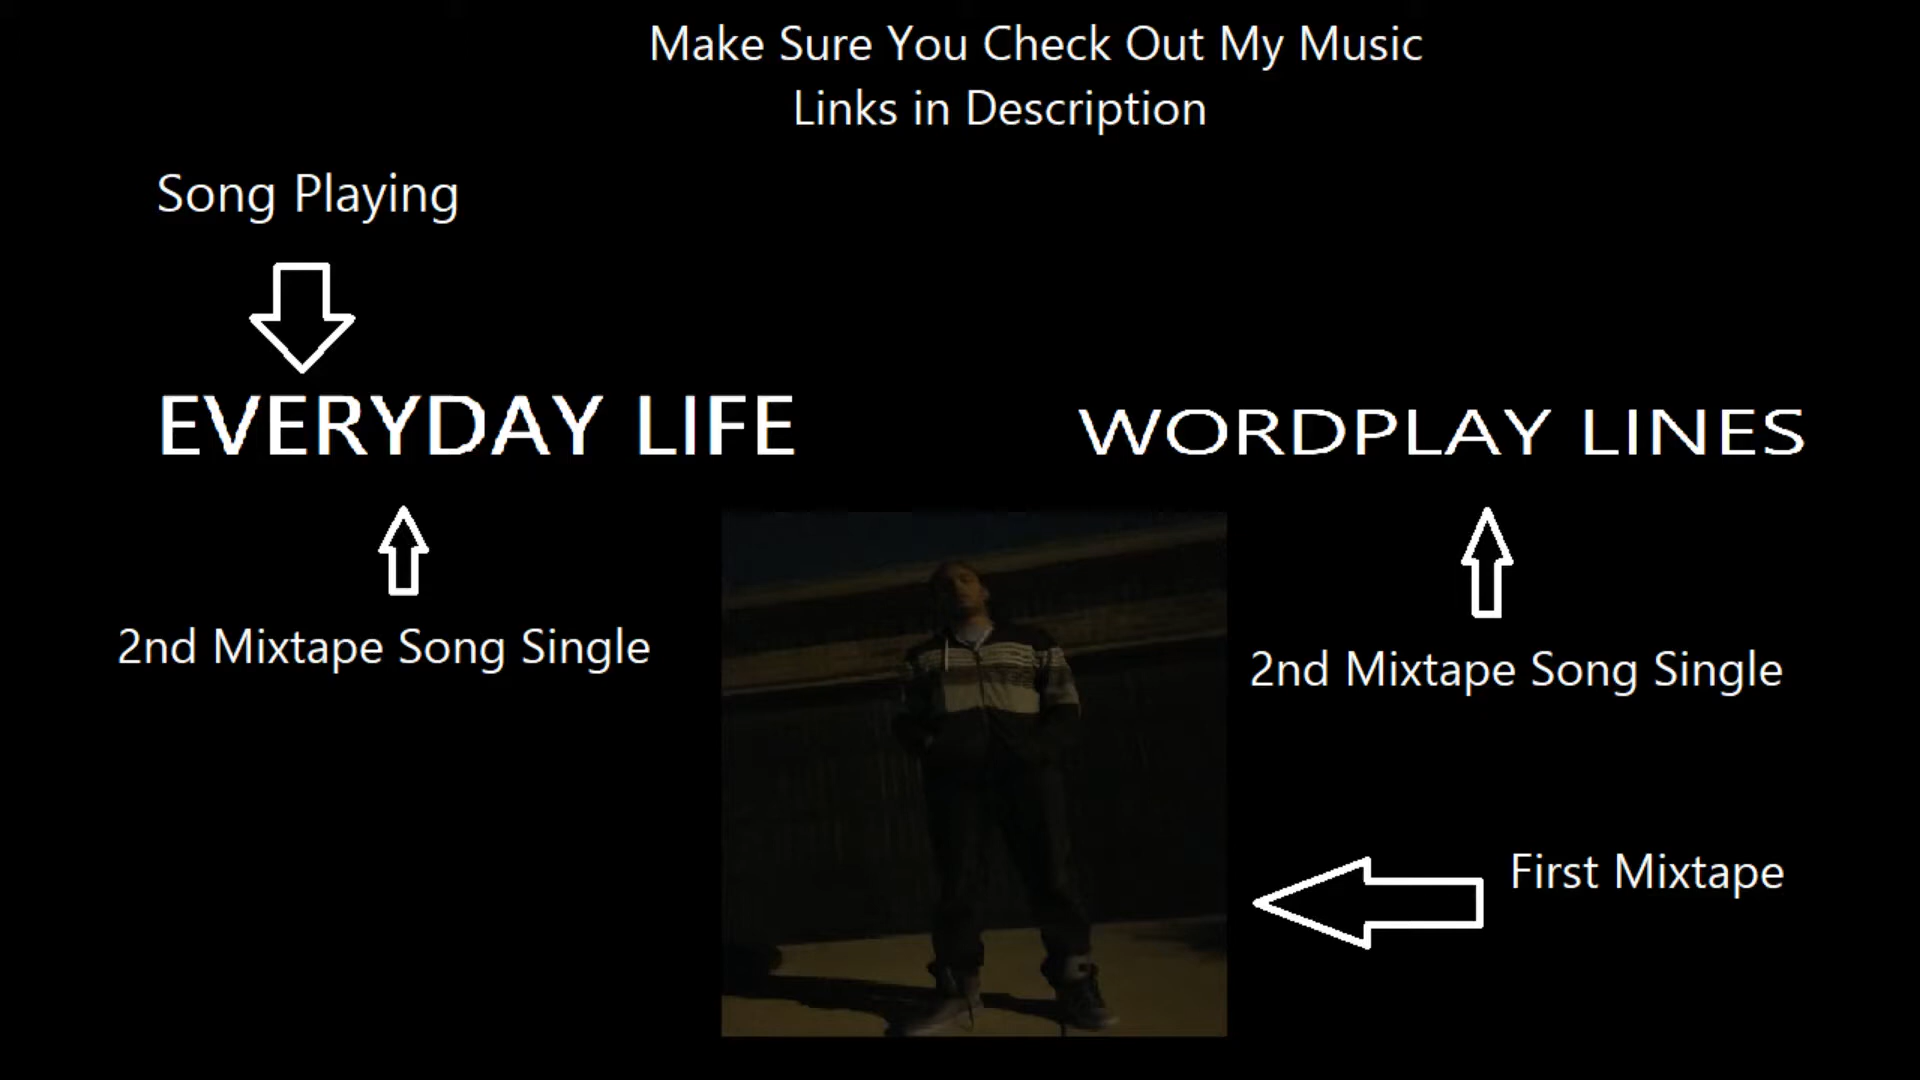 Make Sure You Check Out My Music
Links in Description
Song Playing
EVERYDAY LIFE
WORDPLAY LINES
2nd Mixtape Song Single
2nd Mixtape Song Single
First Mixtape